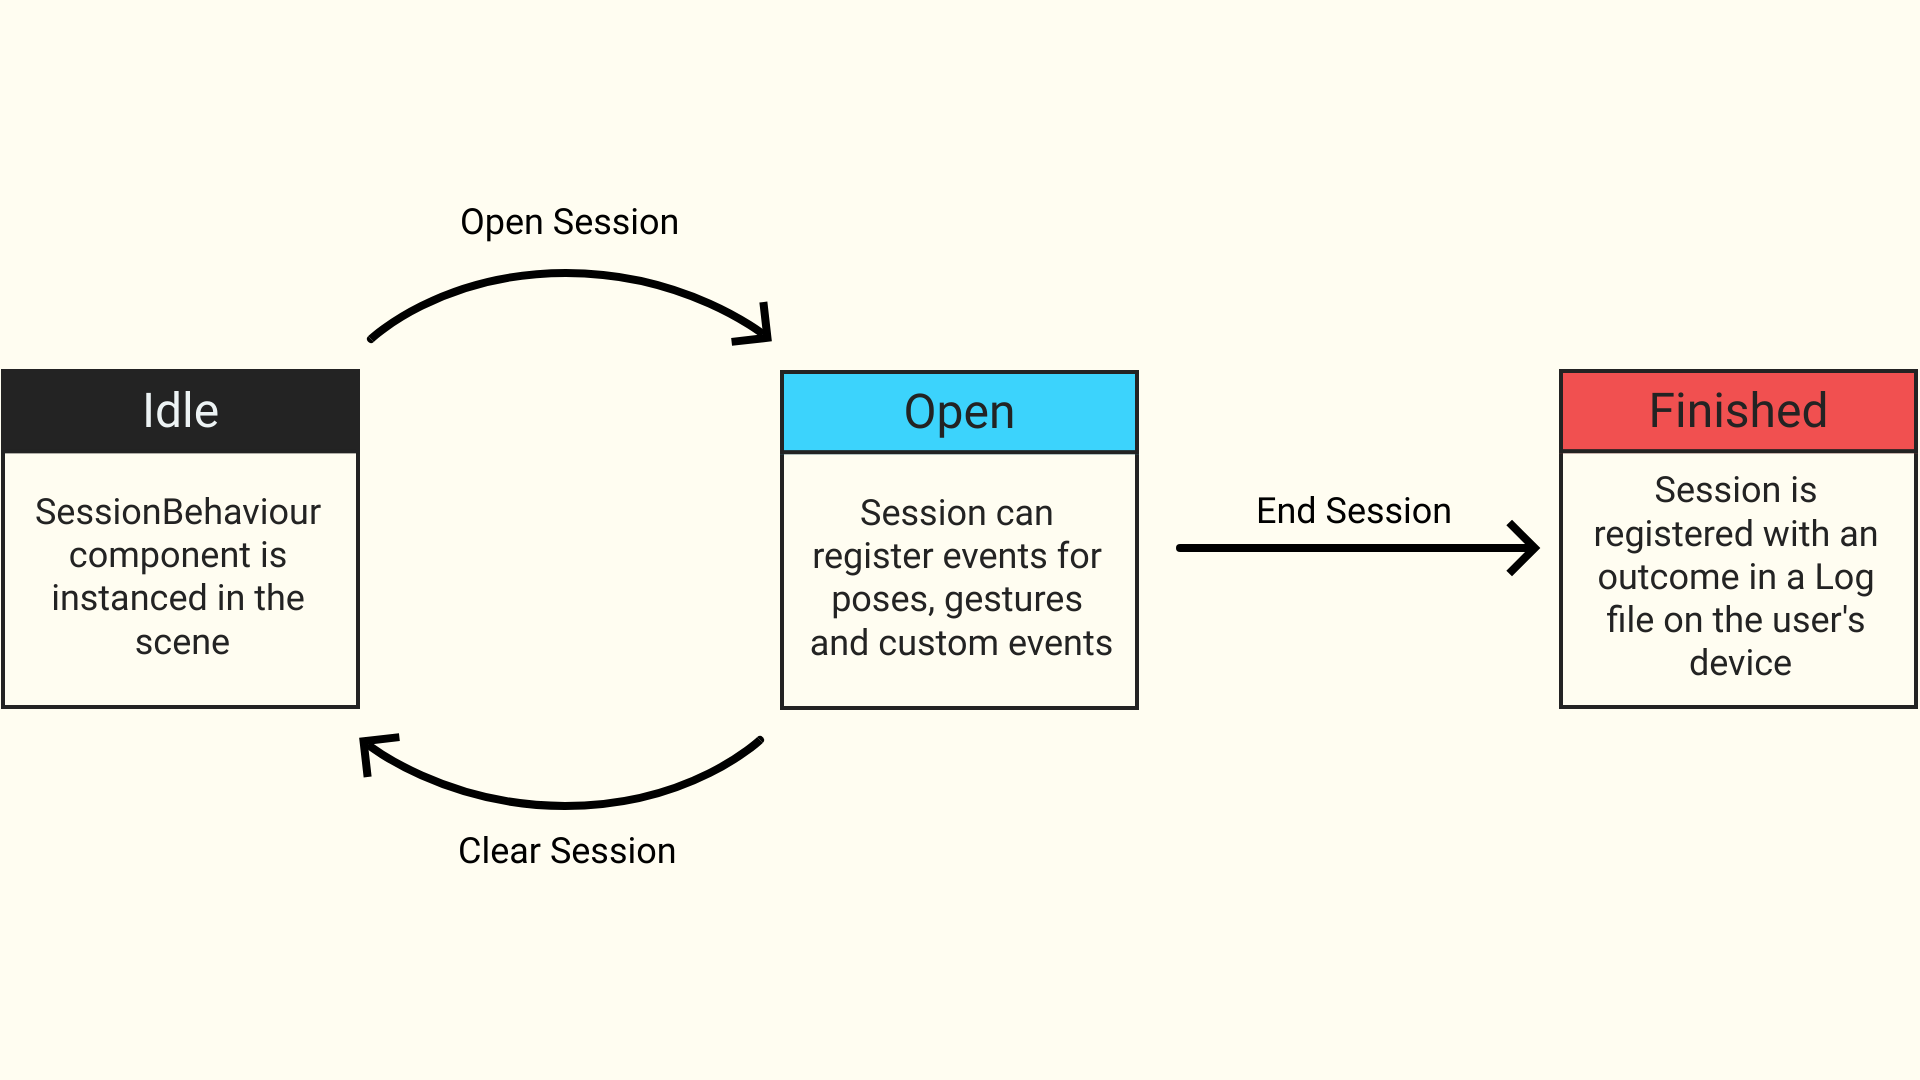 Open Session
Idle
SessionBehaviour
component is
instanced in the
scene
Open
Session can
register events for
poses, gestures
and custom events
End Session
Finished
Session is
registered with an
outcome in a Log
file on the user's
device
Clear Session